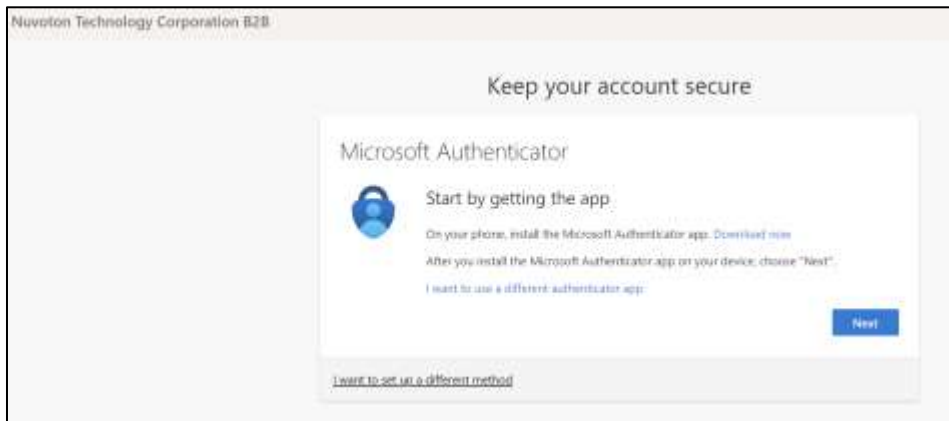 Nuvoton Technology Corporation B2B
Keep your account secure
Microsoft Authenticator
Start by getting the app
On your phone, install the Microsoft Authenticator app. Download now
After you install the Microsoft Authenticator app on your device, choose "Next".
I want to use a different authenticator app
Next
I want to set up a different method